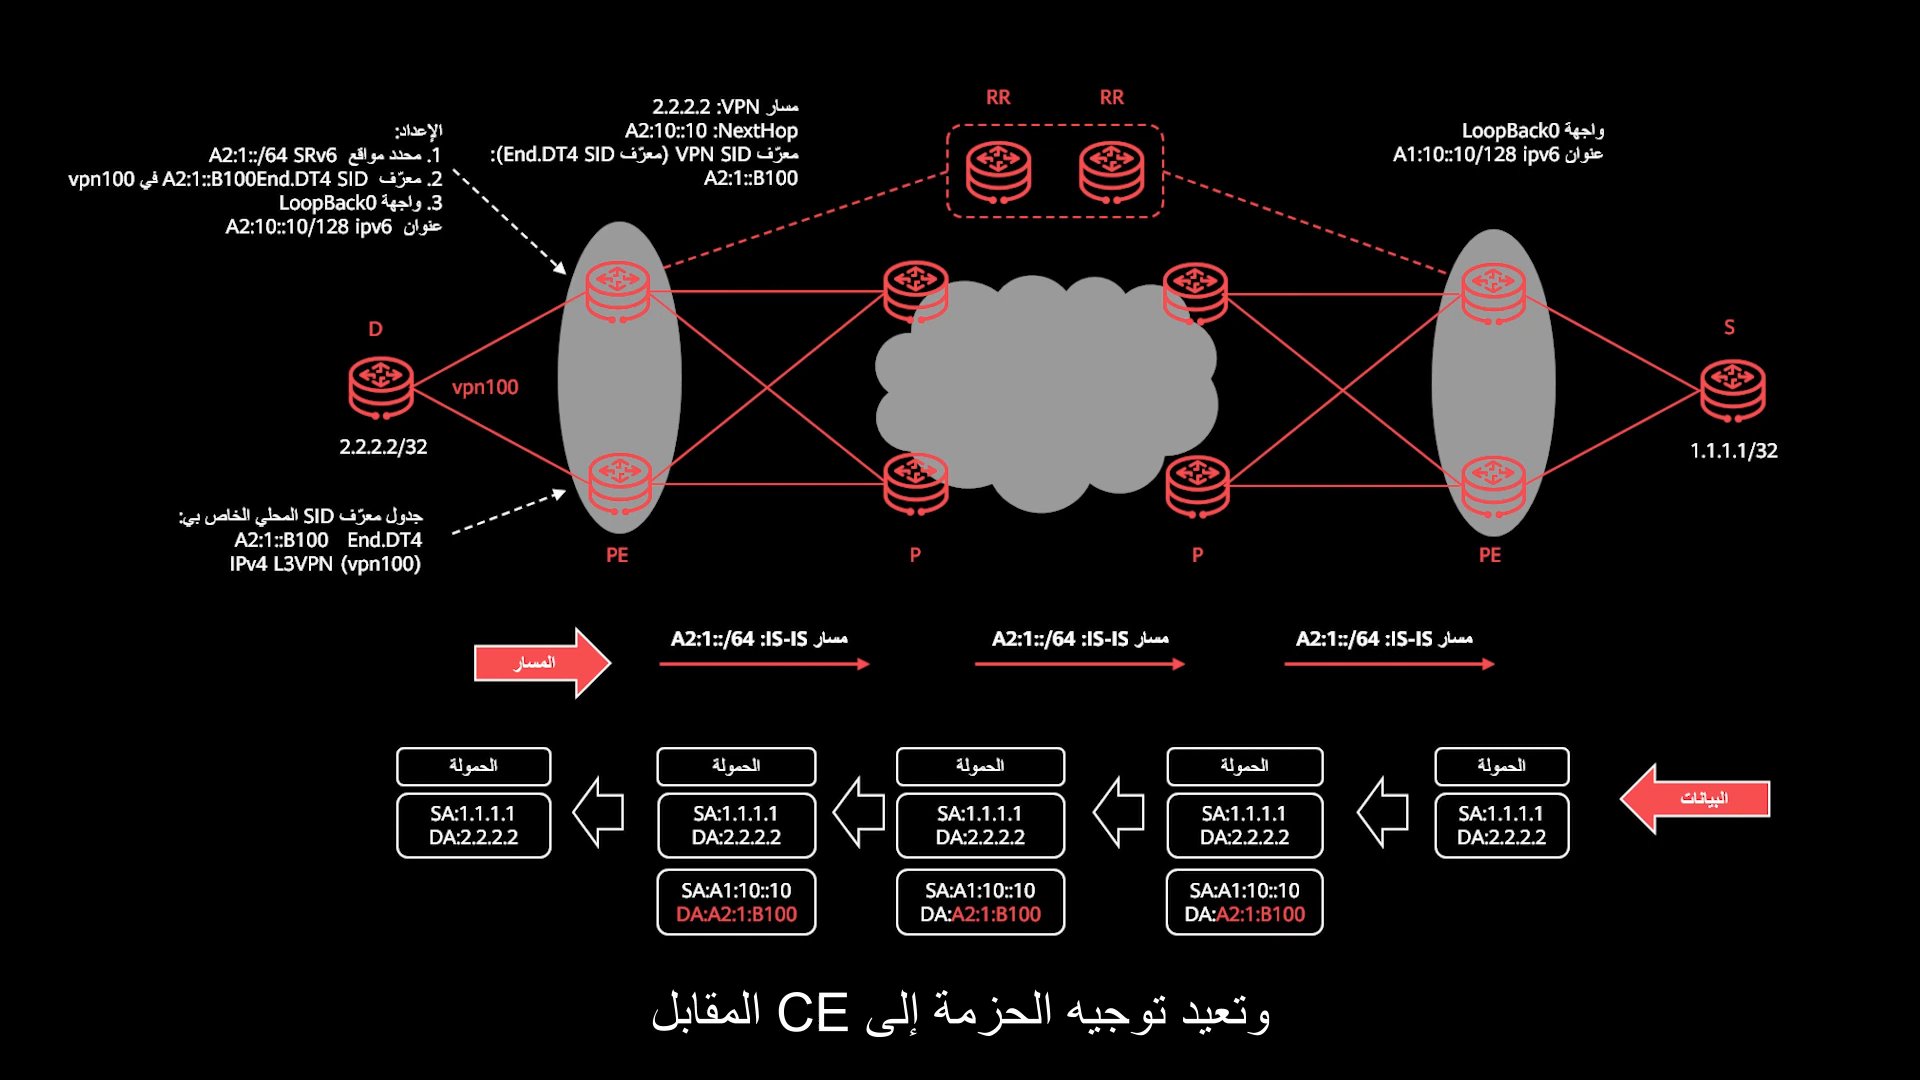 RR
RR
مسار VPN: 2.2.2.2
NextHop: A2:10::10
معرّف VPN SID (معرّف End.DT4 SID):
A2:1::B100
الإعداد:
1. محدد مواقع A2:1::/64 SRv6
2. معرّف A2:1::B100End.DT4 SID في vpn100
3. واجهة LoopBack0
عنوان A2:10::10/128 ipv6
واجهة LoopBack0
عنوان A1:10::10/128 ipv6
D
vpn100
2.2.2.2/32
S
1.1.1.1/32
جدول معرّف SID المحلي الخاص بي:
A2:1::B100 End.DT4
IPv4 L3VPN (vpn100)
PE
P
P
PE
المسار
مسار IS-IS: A2:1::/64
مسار IS-IS: A2:1::/64
مسار IS-IS: A2:1::/64
الحمولة
SA:1.1.1.1
DA:2.2.2.2
الحمولة
SA:1.1.1.1
DA:2.2.2.2
SA:A1:10::10
DA:A2:1:B100
الحمولة
SA:1.1.1.1
DA:2.2.2.2
SA:A1:10::10
DA:A2:1:B100
الحمولة
SA:1.1.1.1
DA:2.2.2.2
SA:A1:10::10
DA:A2:1:B100
الحمولة
SA:1.1.1.1
DA:2.2.2.2
البيانات
وتعيد توجيه الحزمة إلى CE المقابل